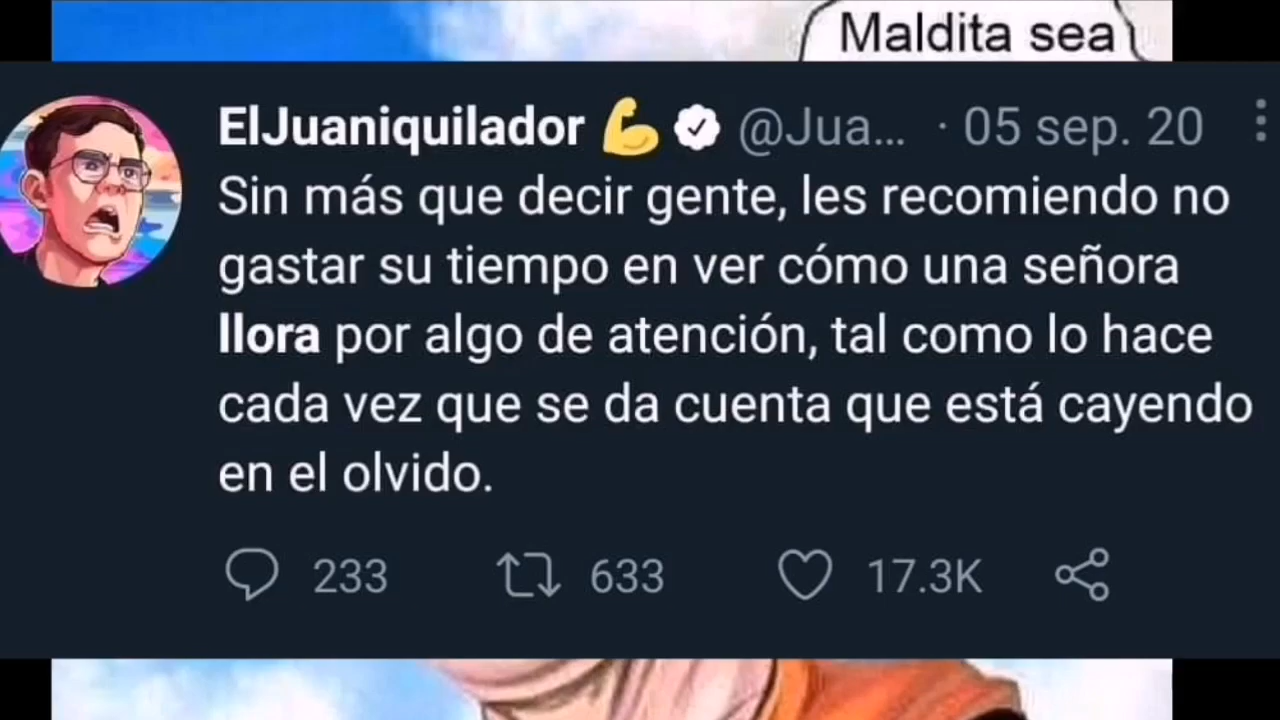 Maldita sea
ElJuaniquilador 💪 @Jua... · 05 sep. 20
Sin más que decir gente, les recomiendo no
gastar su tiempo en ver cómo una señora
llora por algo de atención, tal como lo hace
cada vez que se da cuenta que está cayendo
en el olvido.
233 633 17.3K